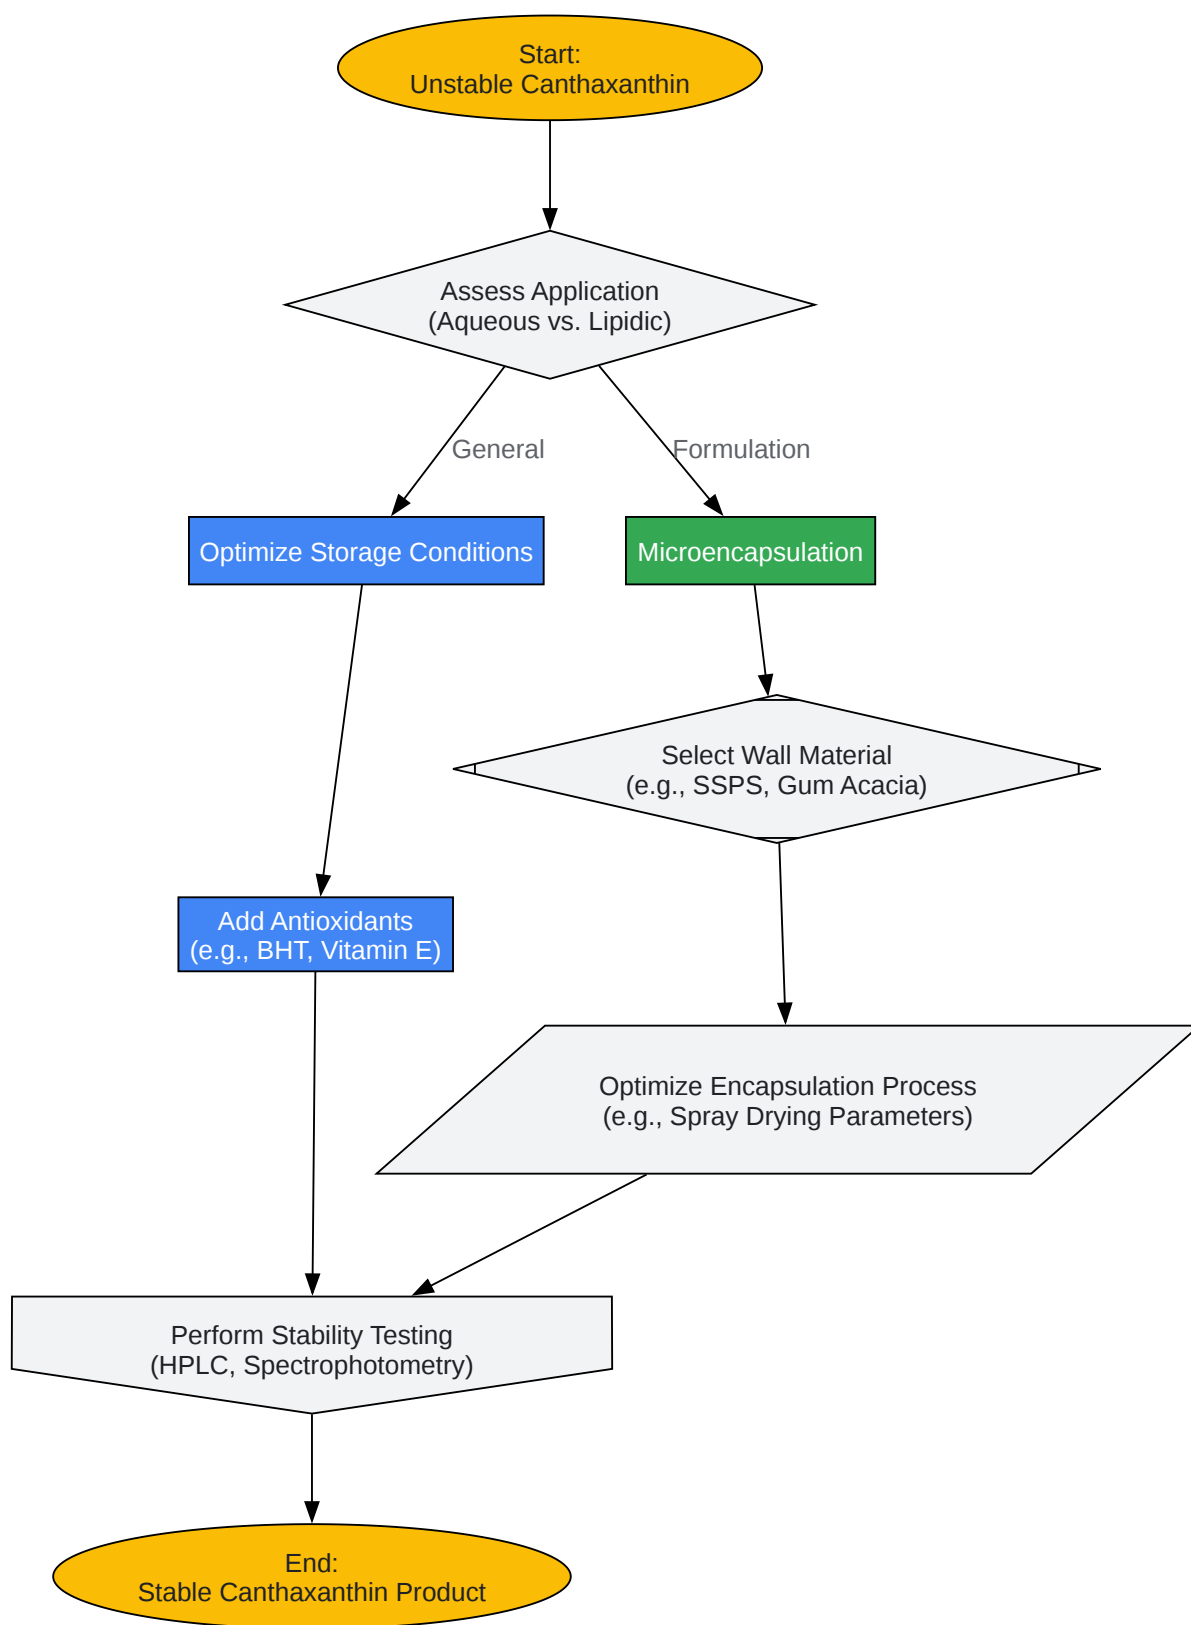 Start:
Unstable Canthaxanthin
Assess Application
(Aqueous vs. Lipidic)
General
Formulation
Optimize Storage Conditions
Microencapsulation
Select Wall Material
(e.g., SSPS, Gum Acacia)
Add Antioxidants
(e.g., BHT, Vitamin E)
Optimize Encapsulation Process
(e.g., Spray Drying Parameters)
Perform Stability Testing
(HPLC, Spectrophotometry)
End:
Stable Canthaxanthin Product